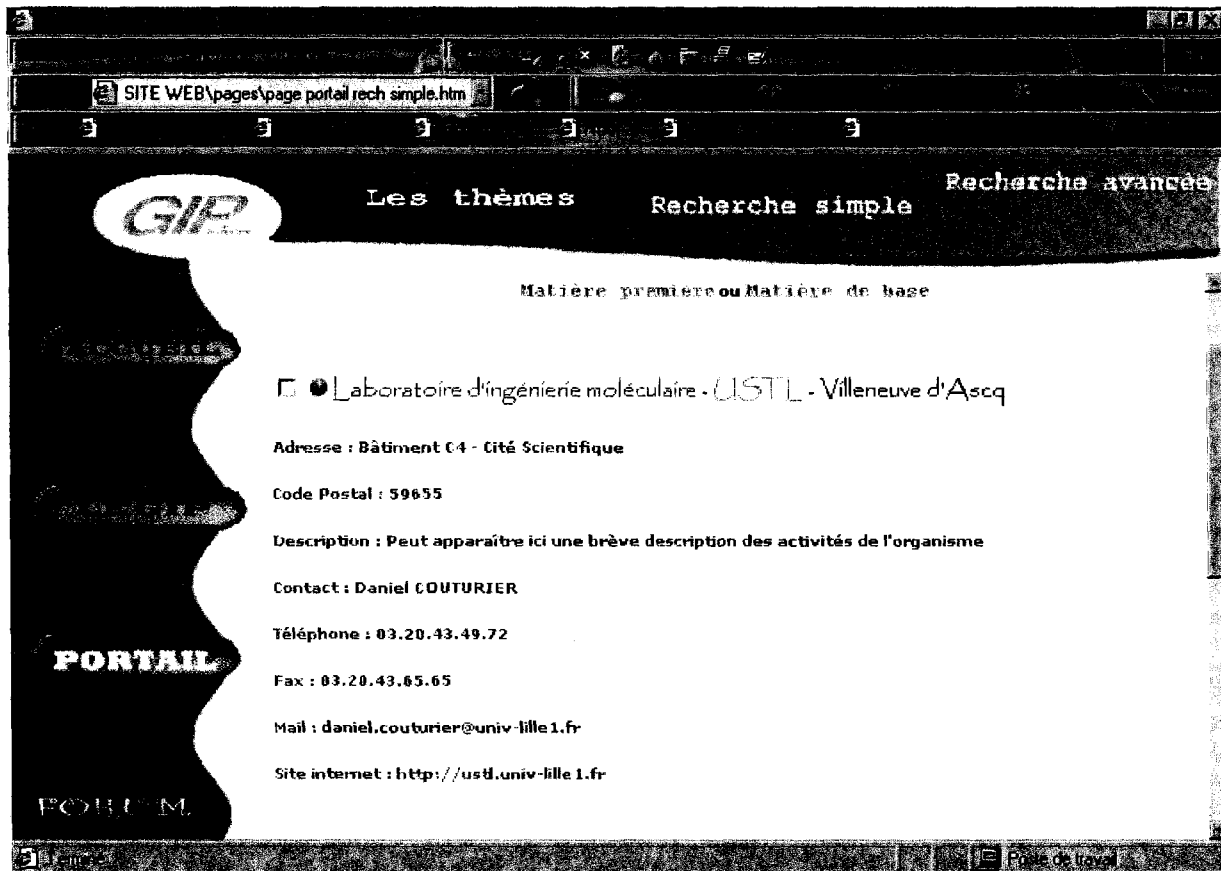 SITE WEB\pages\page portail rech simple.htm
GIP
Les thèmes
Recherche simple
Recherche avancée
Matière premiere ou Matière de base
Laboratoire d'ingénierie moléculaire - USTL - Villeneuve d'Ascq
Adresse : Bâtiment C4 - Cité Scientifique
Code Postal : 59655
Description : Peut apparaître ici une brève description des activités de l'organisme
Contact : Daniel COUTURIER
Téléphone : 03.20.43.49.72
PORTAIL
Fax : 03.20.43.65.65
Mail : daniel.couturier@univ-lille1.fr
Site internet : http://ustl.univ-lille1.fr
FORUM
Terminé
Poste de travail